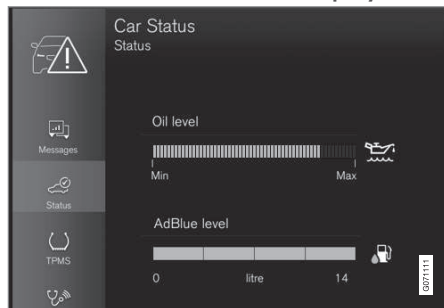 Car Status
Status
Messages
Status
TPMS
Oil level
Min Max
AdBlue level
0 litre 14
G071111